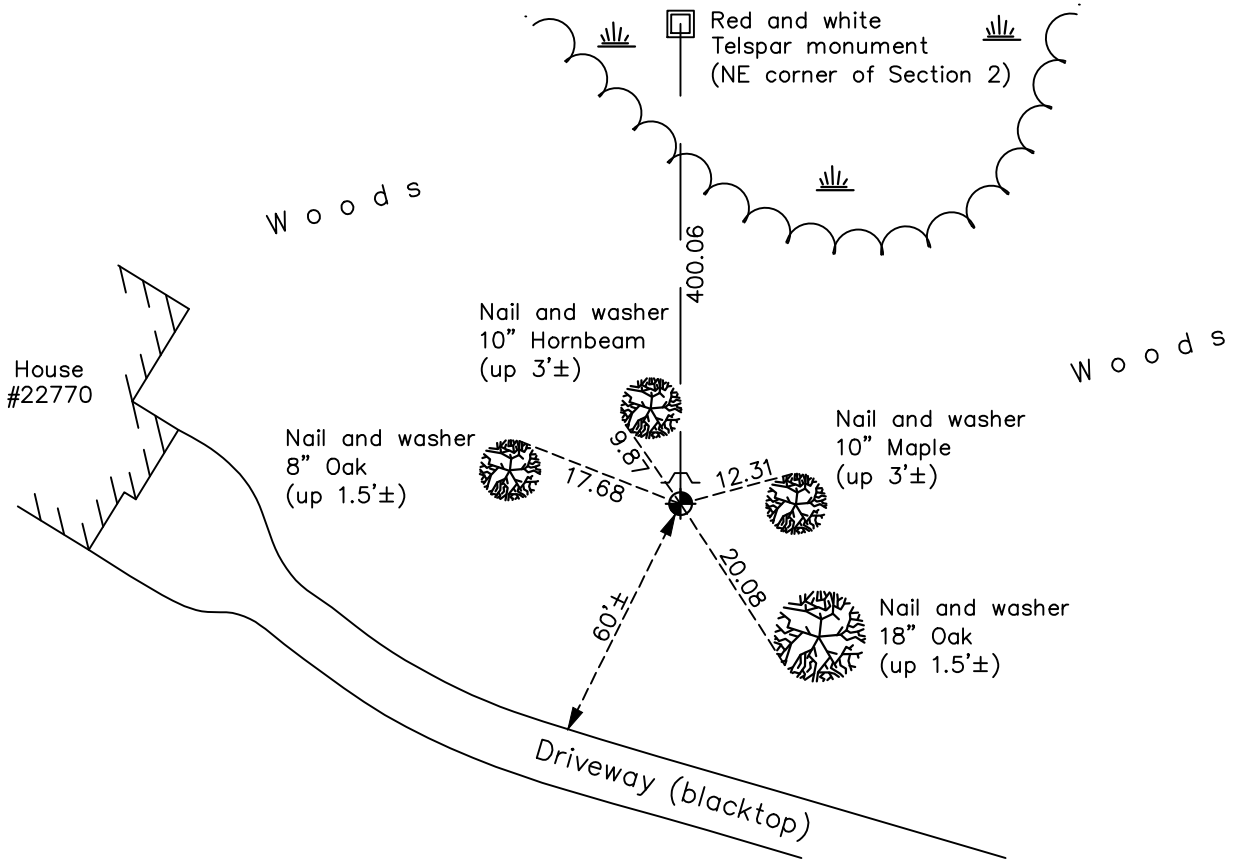 Red and white
Telspar monument
(NE corner of Section 2)
Woods
400.06
Nail and washer
10” Hornbeam
(up 3'±)
Woods
House
#22770
Nail and washer
8” Oak
(up 1.5'±)
9.87
17.68
12.31
Nail and washer
10” Maple
(up 3'±)
20.08
60'±
Nail and washer
18” Oak
(up 1.5'±)
Driveway (blacktop)